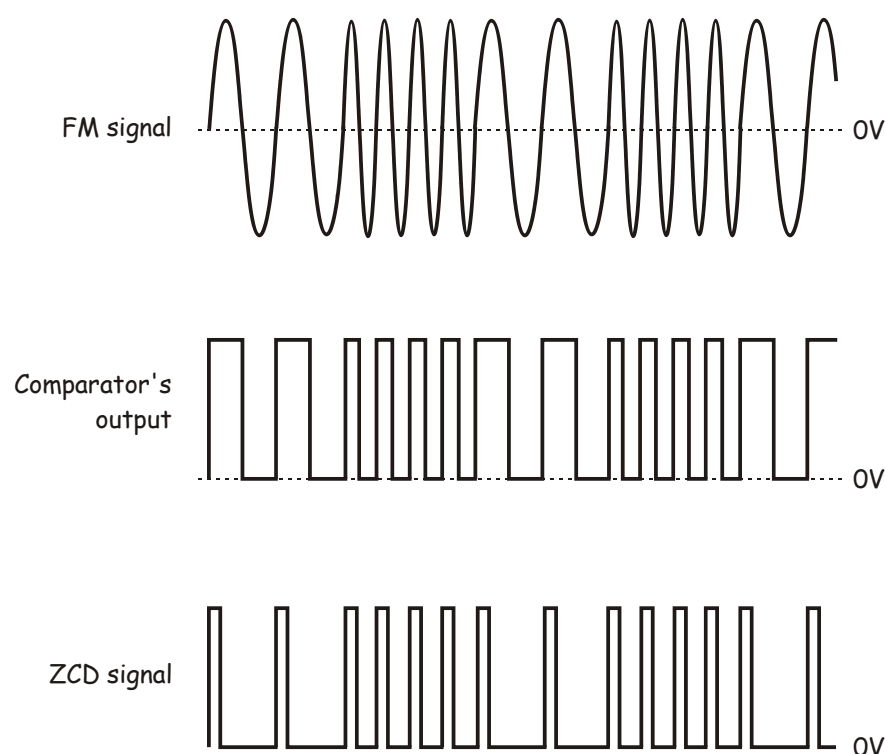 FM signal
0V
Comparator's
output
0V
ZCD signal
0V